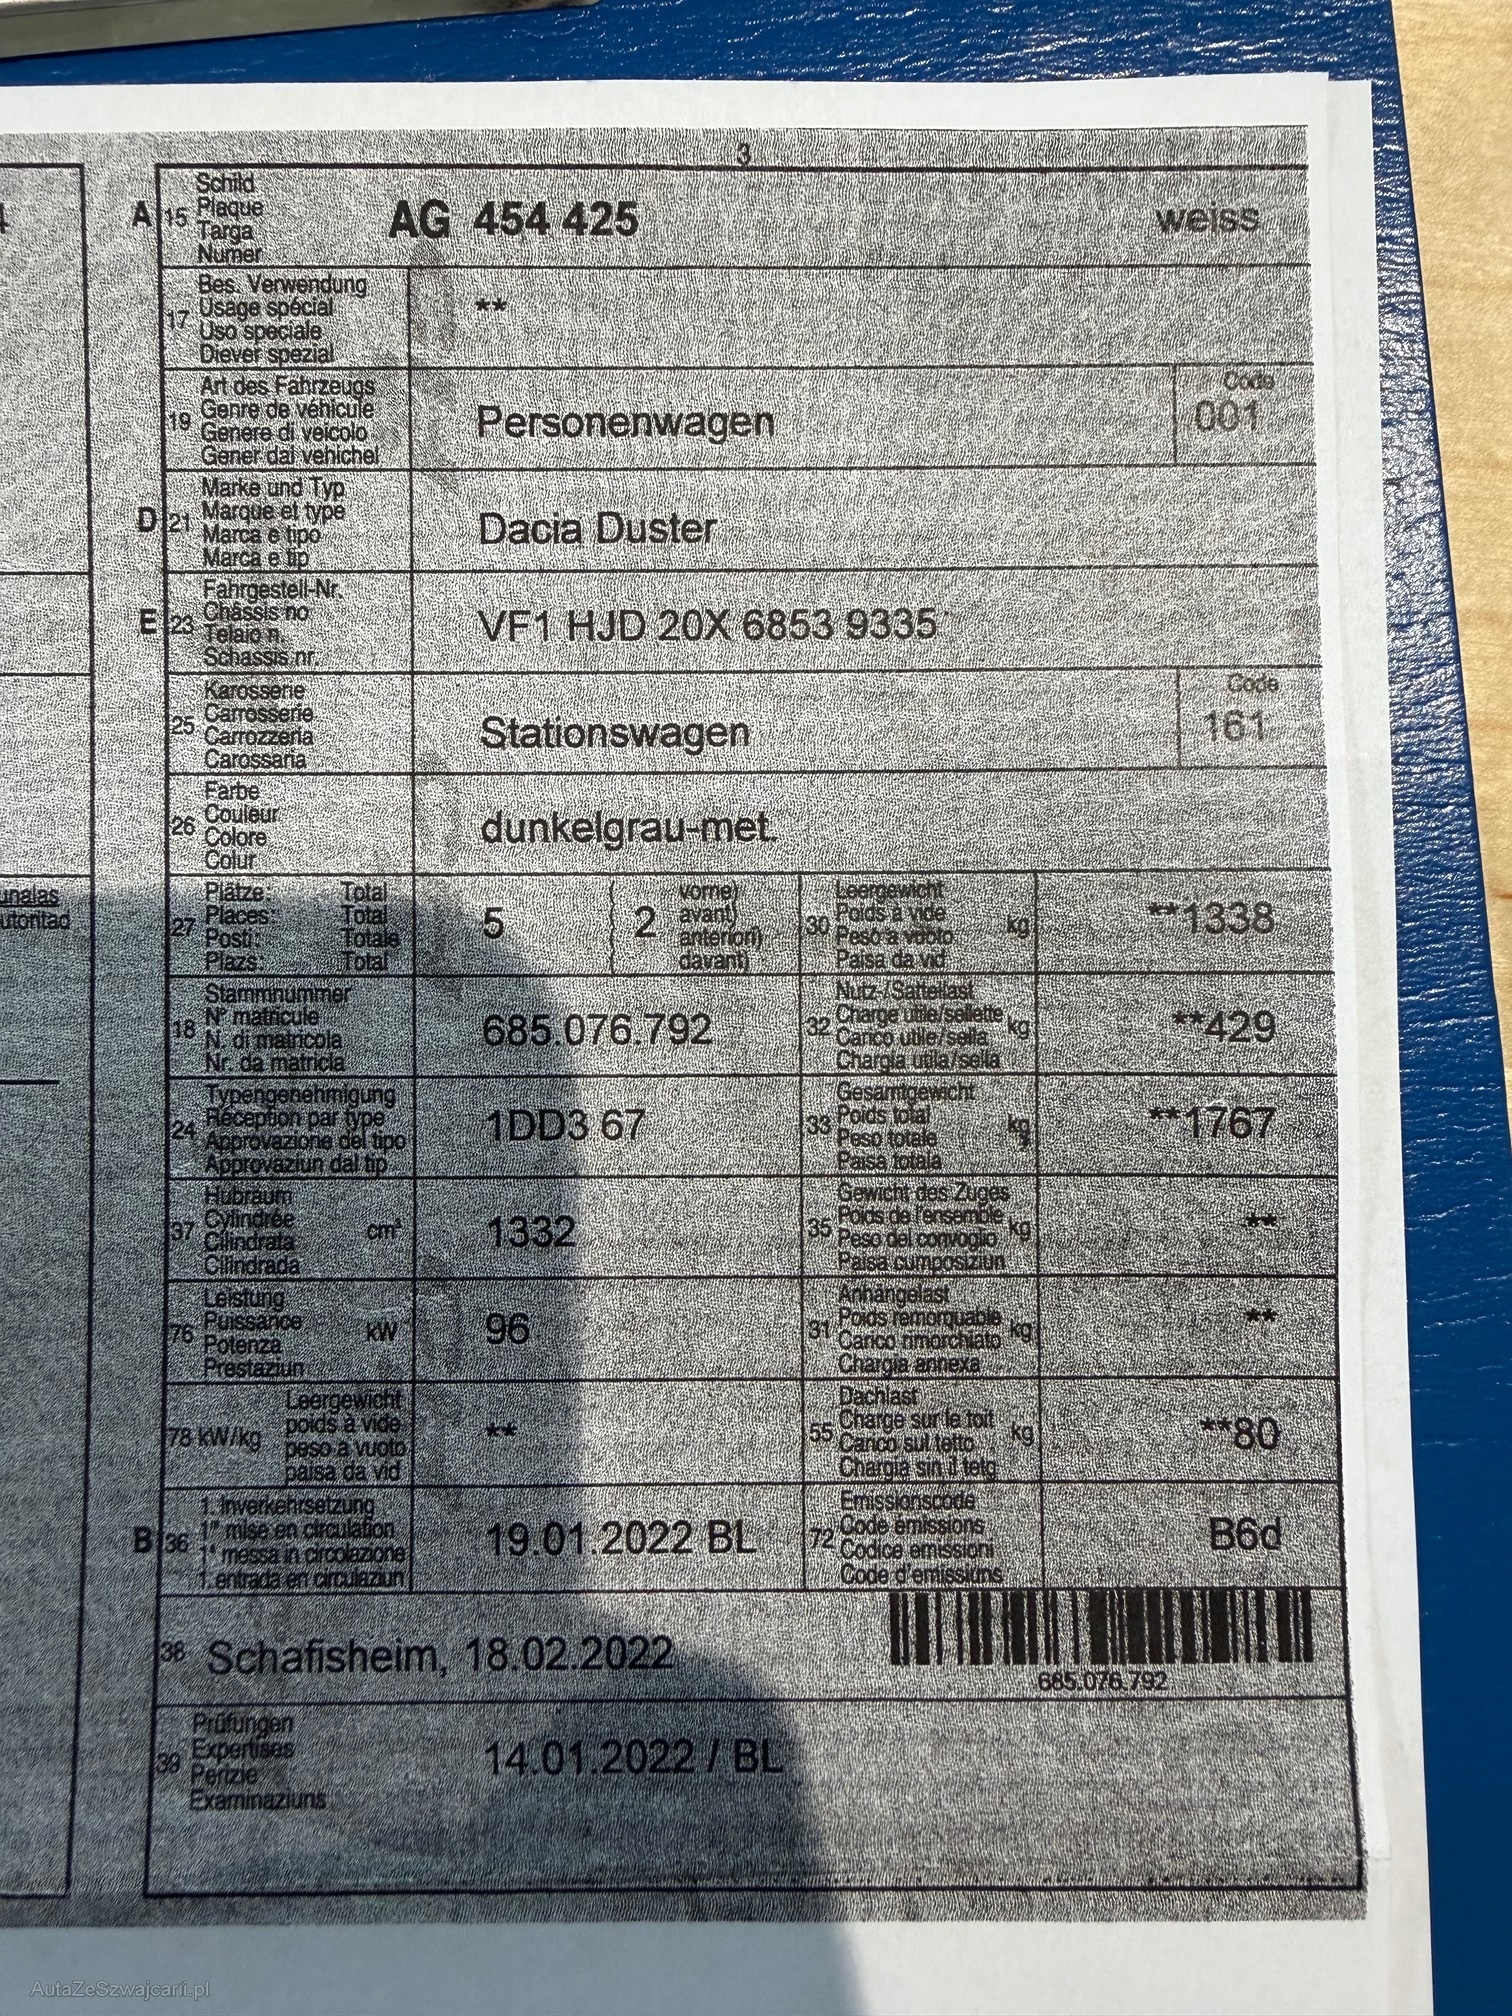 3
A 15 Schild
Plaque
Targa
Numer
AG 454 425 weiss
17 Bes. Verwendung
Usage spécial
Uso speciale
Diever spezial
**
19 Art des Fahrzeugs
Genre de véhicule
Genere di veicolo
Gener dal vehichel
Personenwagen
Code
001
D 21 Marke und Typ
Marque et type
Marca e tipo
Marca e tip
Dacia Duster
E 23 Fahrgestell-Nr.
Châssis no
Telaio n.
Schassis nr.
VF1 HJD 20X 6853 9335
25 Karosserie
Carrosserie
Carrozzeria
Carossaria
Stationswagen
Code
161
26 Farbe
Couleur
Colore
Colur
dunkelgrau-met.
unalas
utoritad
27 Plätze: Total
Places: Total
Posti: Totale
Plazs: Total
5 ( 2 vorne)
avant)
anteriori)
davant)
30 Leergewicht
Poids à vide
Peso a vuoto
Paisa da vid
kg
**1338
18 Stammnummer
N° matricule
N. di matricola
Nr. da matricla
685.076.792
32 Nutz-/Sattellast
Charge utile/sellette
Carico utile/sella
Chargia utila/sella
kg
**429
24 Typengenehmigung
Réception par type
Approvazione del tipo
Approvaziun dal tip
1DD3 67
33 Gesamtgewicht
Poids total
Peso totale
Paisa totala
kg
**1767
37 Hubraum
Cylindrée
Cilindrata
Cilindrada
cm³
1332
35 Gewicht des Zuges
Poids de l'ensemble
Peso del convoglio
Paisa cumposiziun
kg
**
76 Leistung
Puissance
Potenza
Prestaziun
kW
96
31 Anhängelast
Poids remorquable
Carico rimorchiato
Chargia annexa
kg
**
78 kW/kg Leergewicht
poids à vide
peso a vuoto
paisa da vid
**
55 Dachlast
Charge sur le toit
Carico sul tetto
Chargia sin il tetg
kg
**80
B 36 1. Inverkehrsetzung
1re mise en circulation
1a messa in circolazione
1. entrada en circulaziun
19.01.2022 BL
72 Emissionscode
Code émissions
Codice emissioni
Code d'emissiuns
B6d
38 Schafisheim, 18.02.2022
685.076.792
39 Prüfungen
Expertises
Perizie
Examinaziuns
14.01.2022 / BL
AutaZeSzwajcarii.pl